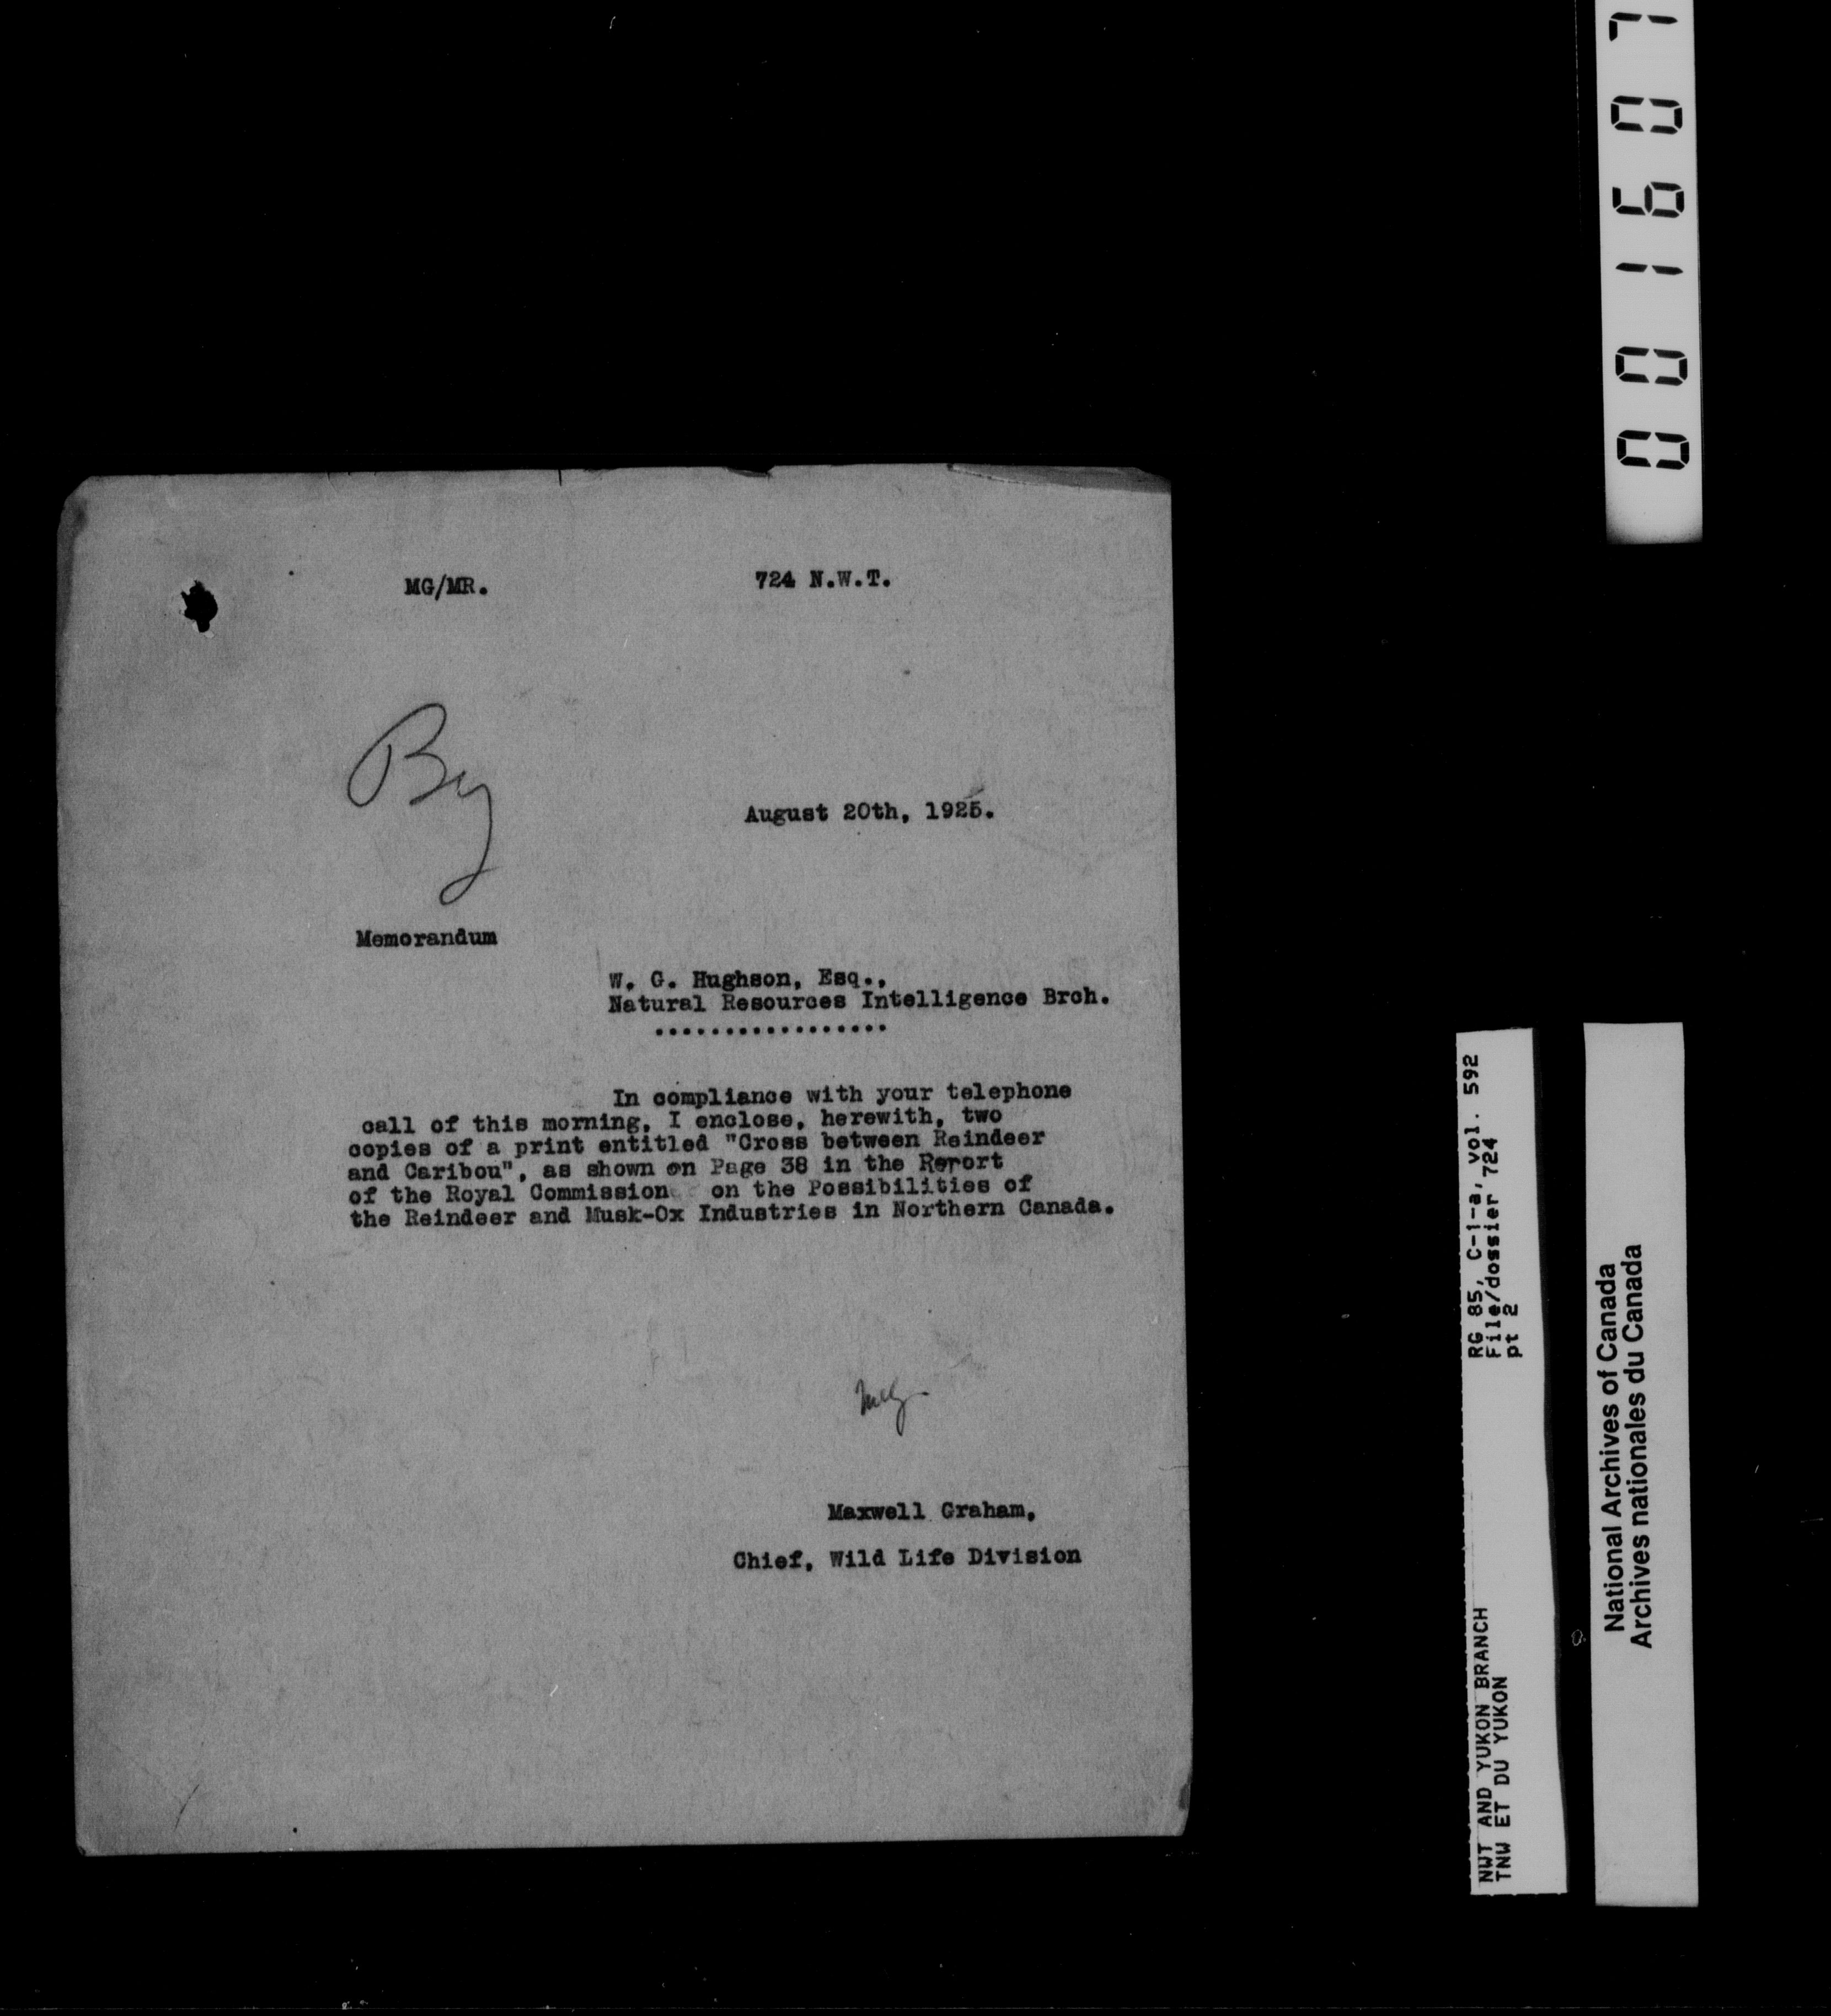 MG/MR. 724 N.W.T.
By
August 20th, 1925.
Memorandum
W. G. Hughson, Esq.,
Natural Resources Intelligence Brch.
.................
In compliance with your telephone
call of this morning, I enclose, herewith, two
copies of a print entitled "Cross between Reindeer
and Caribou", as shown on Page 38 in the Rerort
of the Royal Commission on the Possibilities of
the Reindeer and Musk-Ox Industries in Northern Canada.
MG
Maxwell Graham,
Chief, Wild Life Division
001607
RG 85, C-1-a, vol. 592
File/dossier 724
pt 2
NWT AND YUKON BRANCH
TNW ET DU YUKON
National Archives of Canada
Archives nationales du Canada